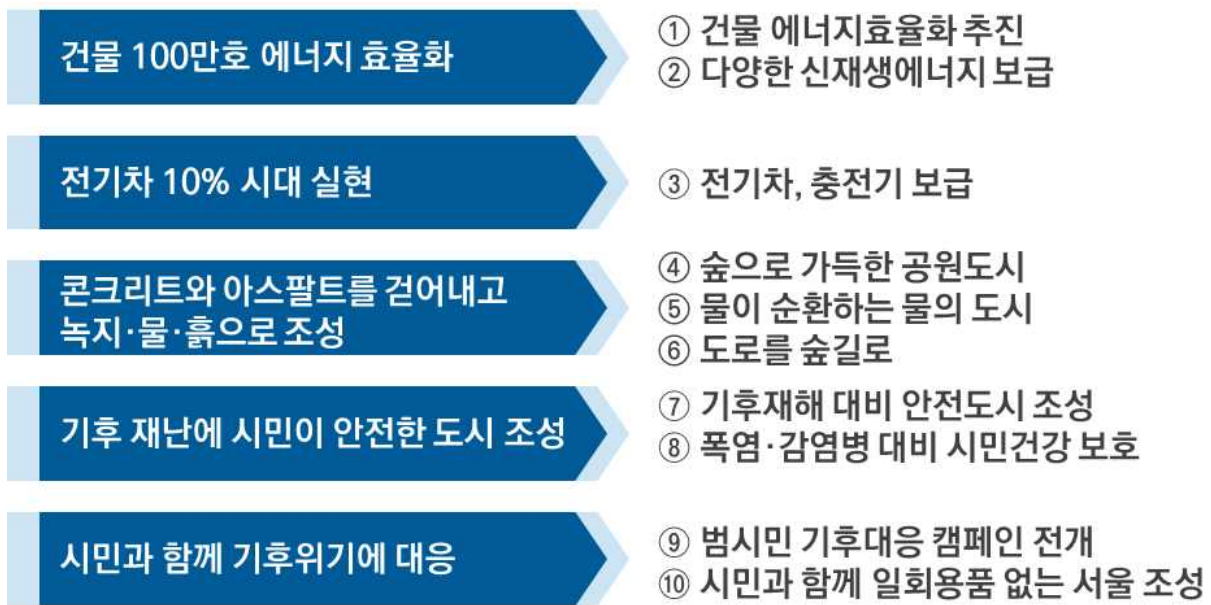 건물 100만호 에너지 효율화
① 건물 에너지효율화 추진
② 다양한 신재생에너지 보급
전기차 10% 시대 실현
③ 전기차, 충전기 보급
콘크리트와 아스팔트를 걷어내고
녹지·물·흙으로 조성
④ 숲으로 가득한 공원도시
⑤ 물이 순환하는 물의 도시
⑥ 도로를 숲길로
기후 재난에 시민이 안전한 도시 조성
⑦ 기후재해 대비 안전도시 조성
⑧ 폭염·감염병 대비 시민건강 보호
시민과 함께 기후위기에 대응
⑨ 범시민 기후대응 캠페인 전개
⑩ 시민과 함께 일회용품 없는 서울 조성